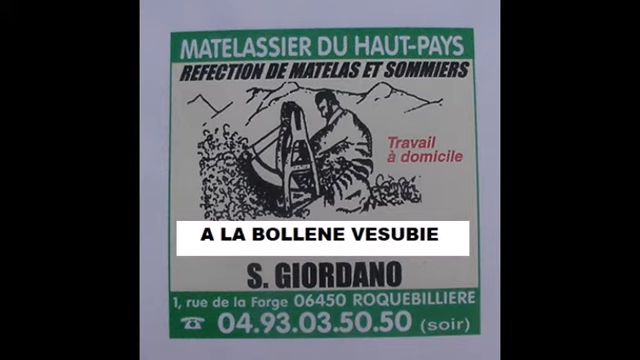 MATELASSIER DU HAUT-PAYS
REFECTION DE MATELAS ET SOMMIERS
Travail
à domicile
A LA BOLLENE VESUBIE
S. GIORDANO
1, rue de la Forge 06450 ROQUEBILLIERE
☎ 04.93.03.50.50 (soir)